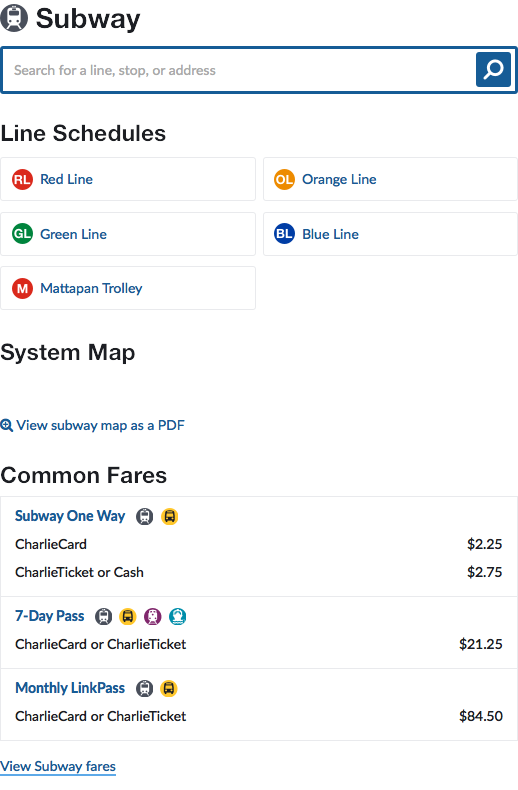 Subway
Search for a line, stop, or address
Line Schedules
RL Red Line
OL Orange Line
GL Green Line
BL Blue Line
M Mattapan Trolley
System Map
View subway map as a PDF
Common Fares
Subway One Way
CharlieCard $2.25
CharlieTicket or Cash $2.75
7-Day Pass
CharlieCard or CharlieTicket $21.25
Monthly LinkPass
CharlieCard or CharlieTicket $84.50
View Subway fares